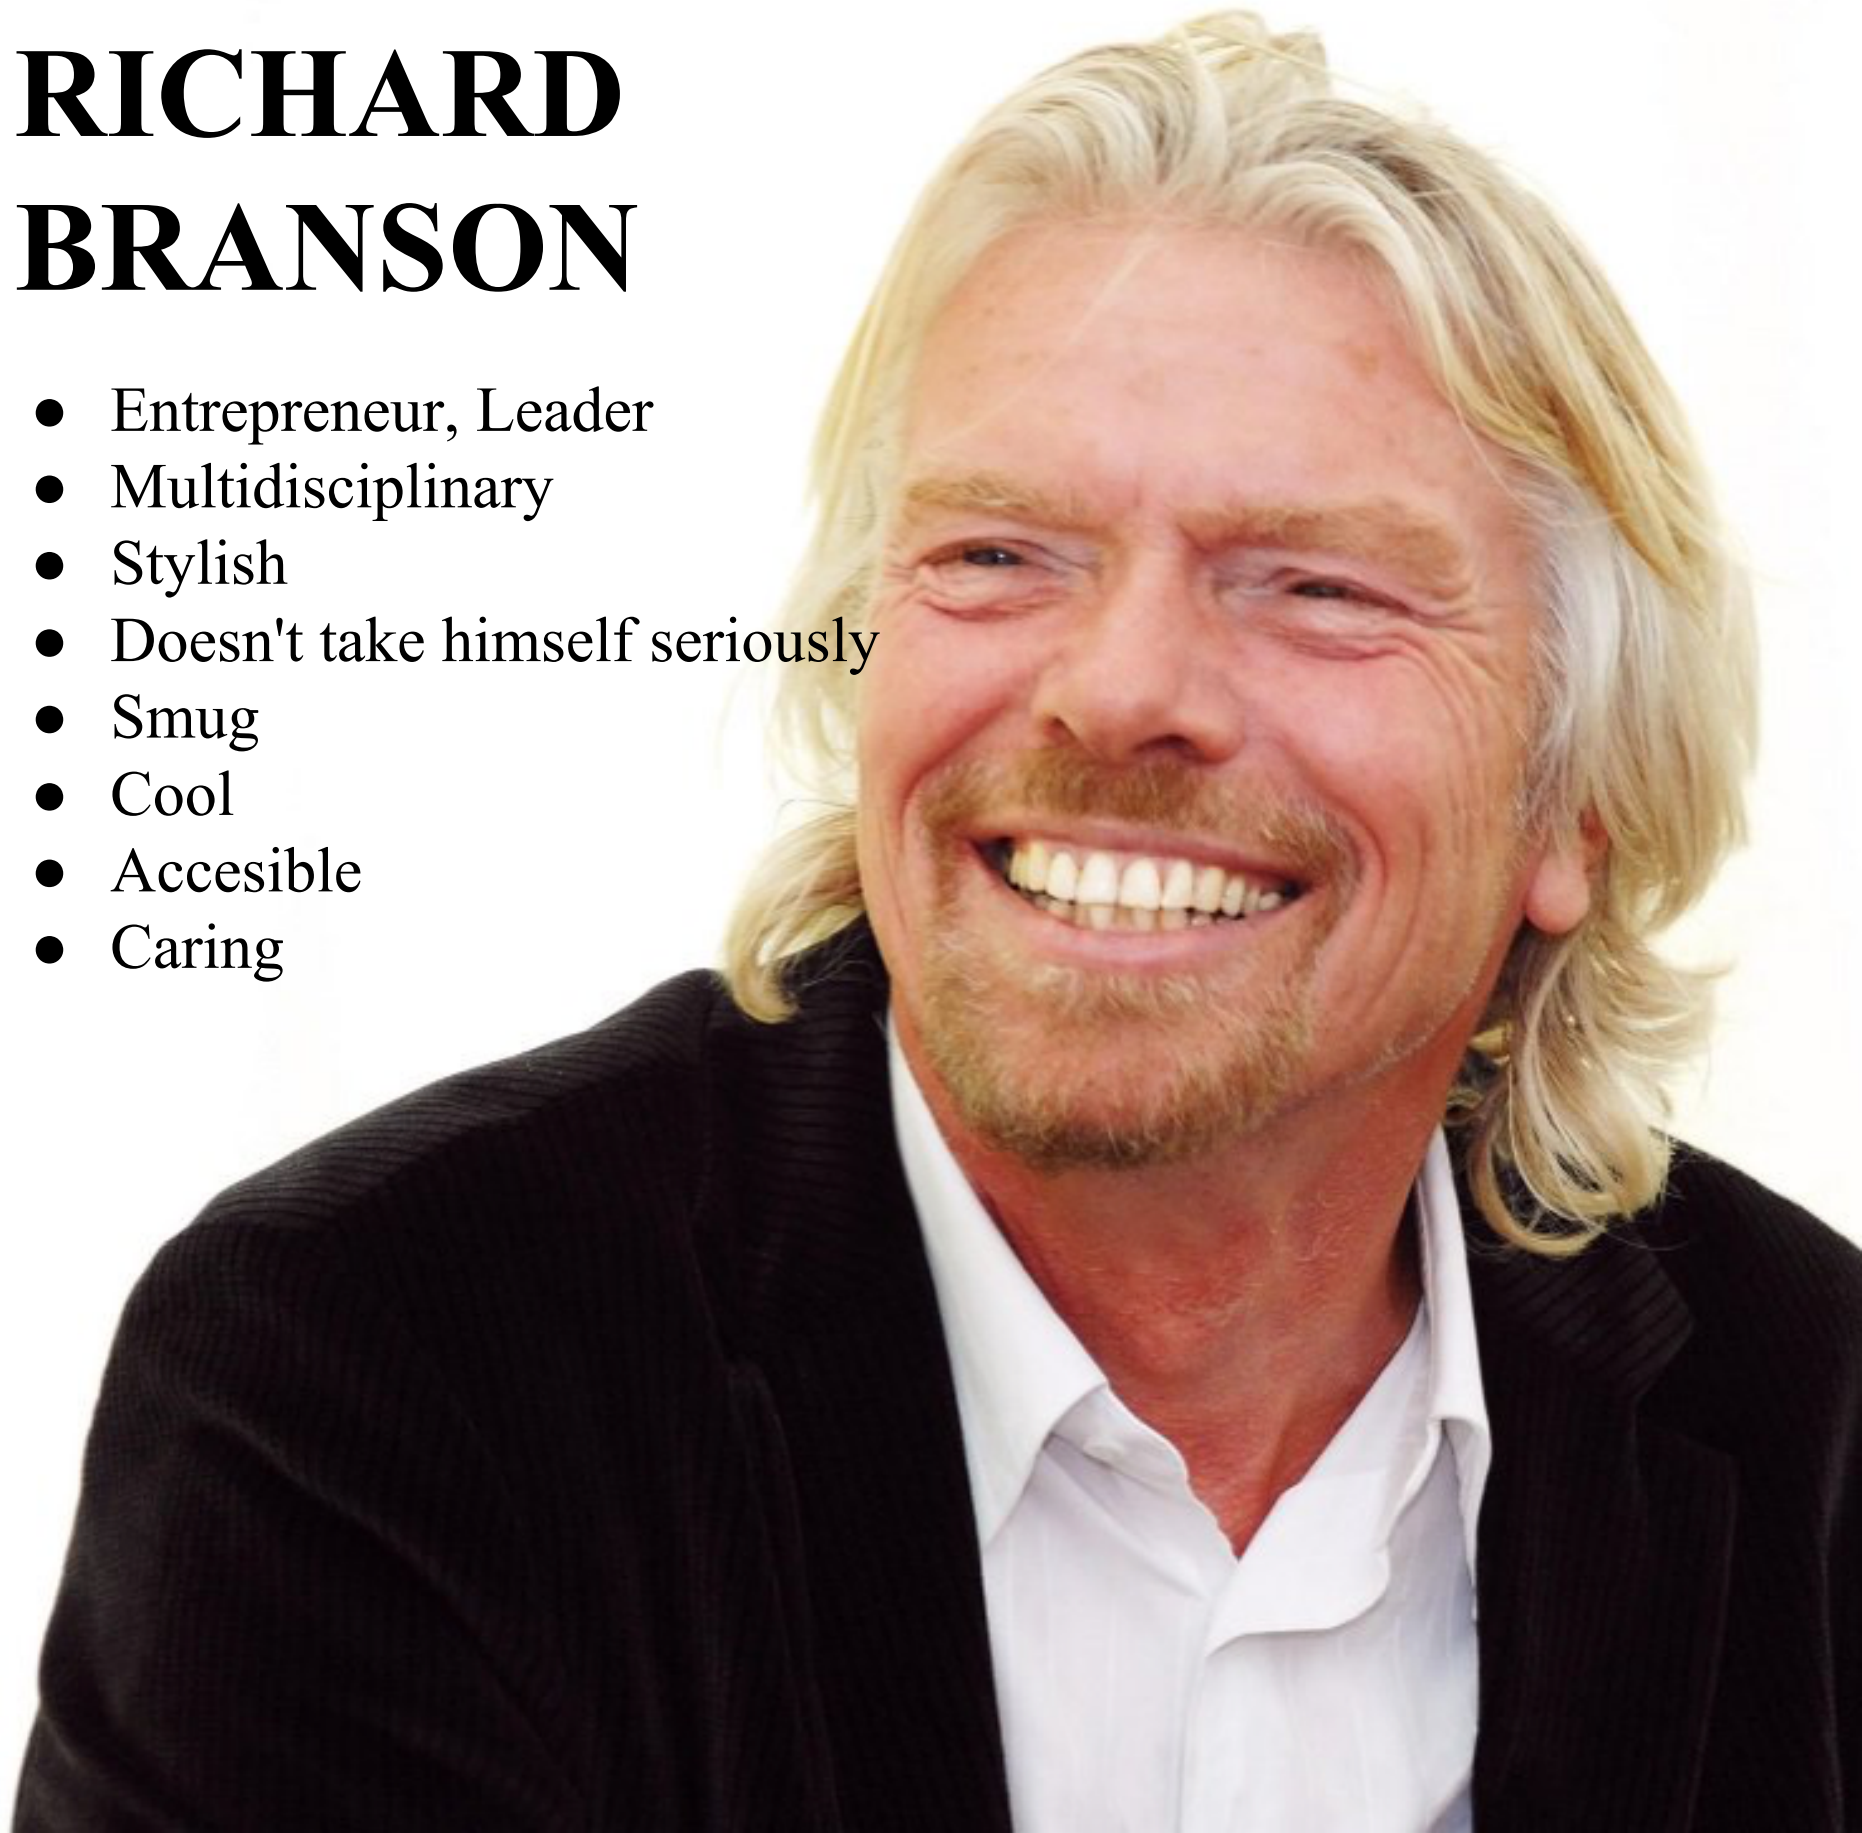 RICHARD
BRANSON
● Entrepreneur, Leader
● Multidisciplinary
● Stylish
● Doesn't take himself seriously
● Smug
● Cool
● Accesible
● Caring